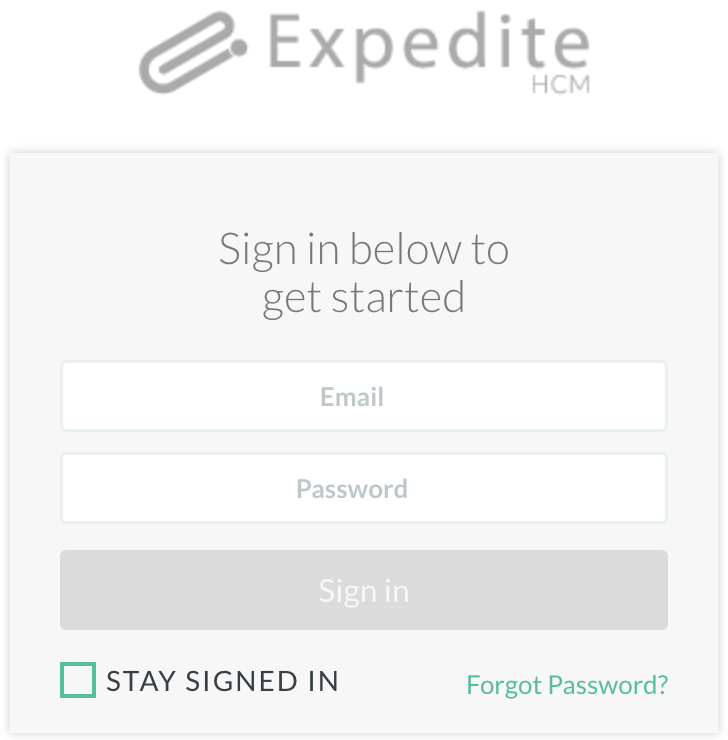 Expedite
HCM
Sign in below to
get started
Email
Password
Sign in
STAY SIGNED IN
Forgot Password?